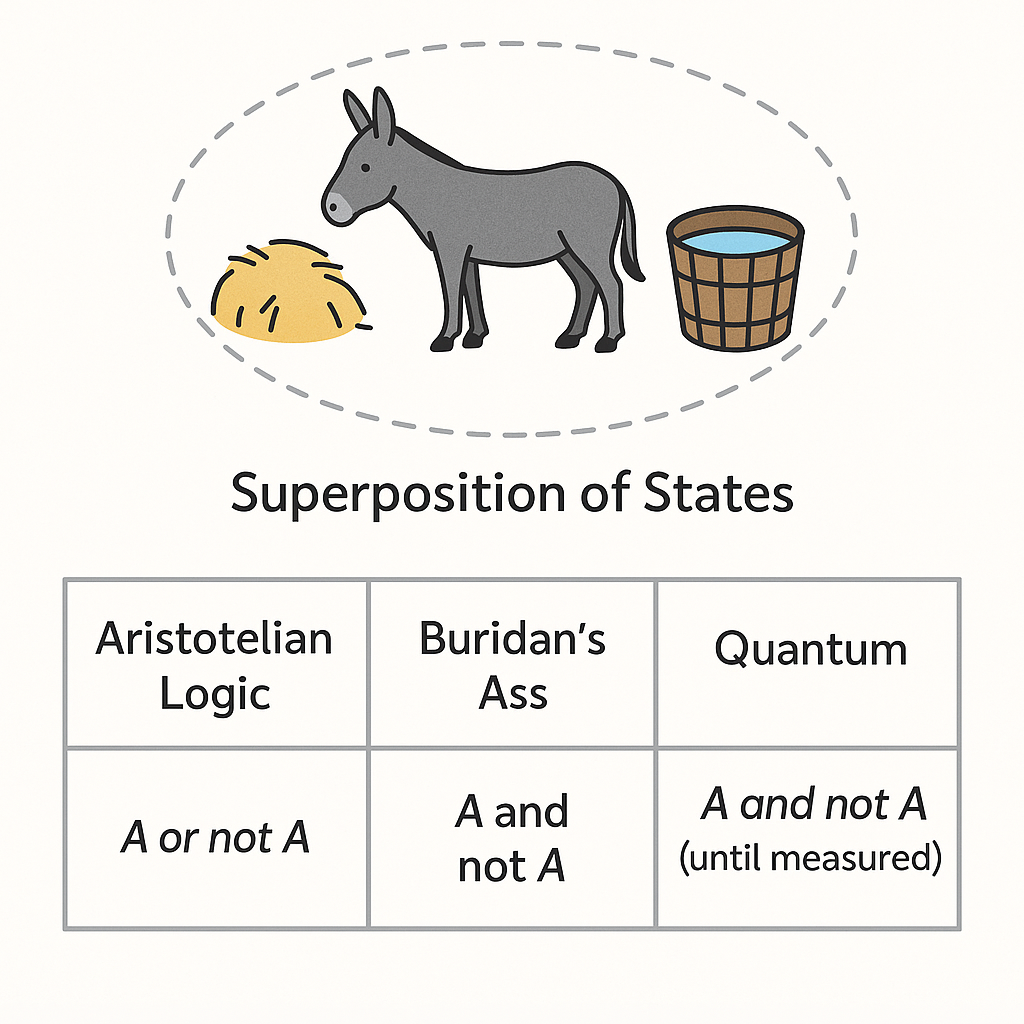 Superposition of States
Aristotelian
Logic
Buridan's
Ass
Quantum
A or not A
A and
not A
A and not A
(until measured)